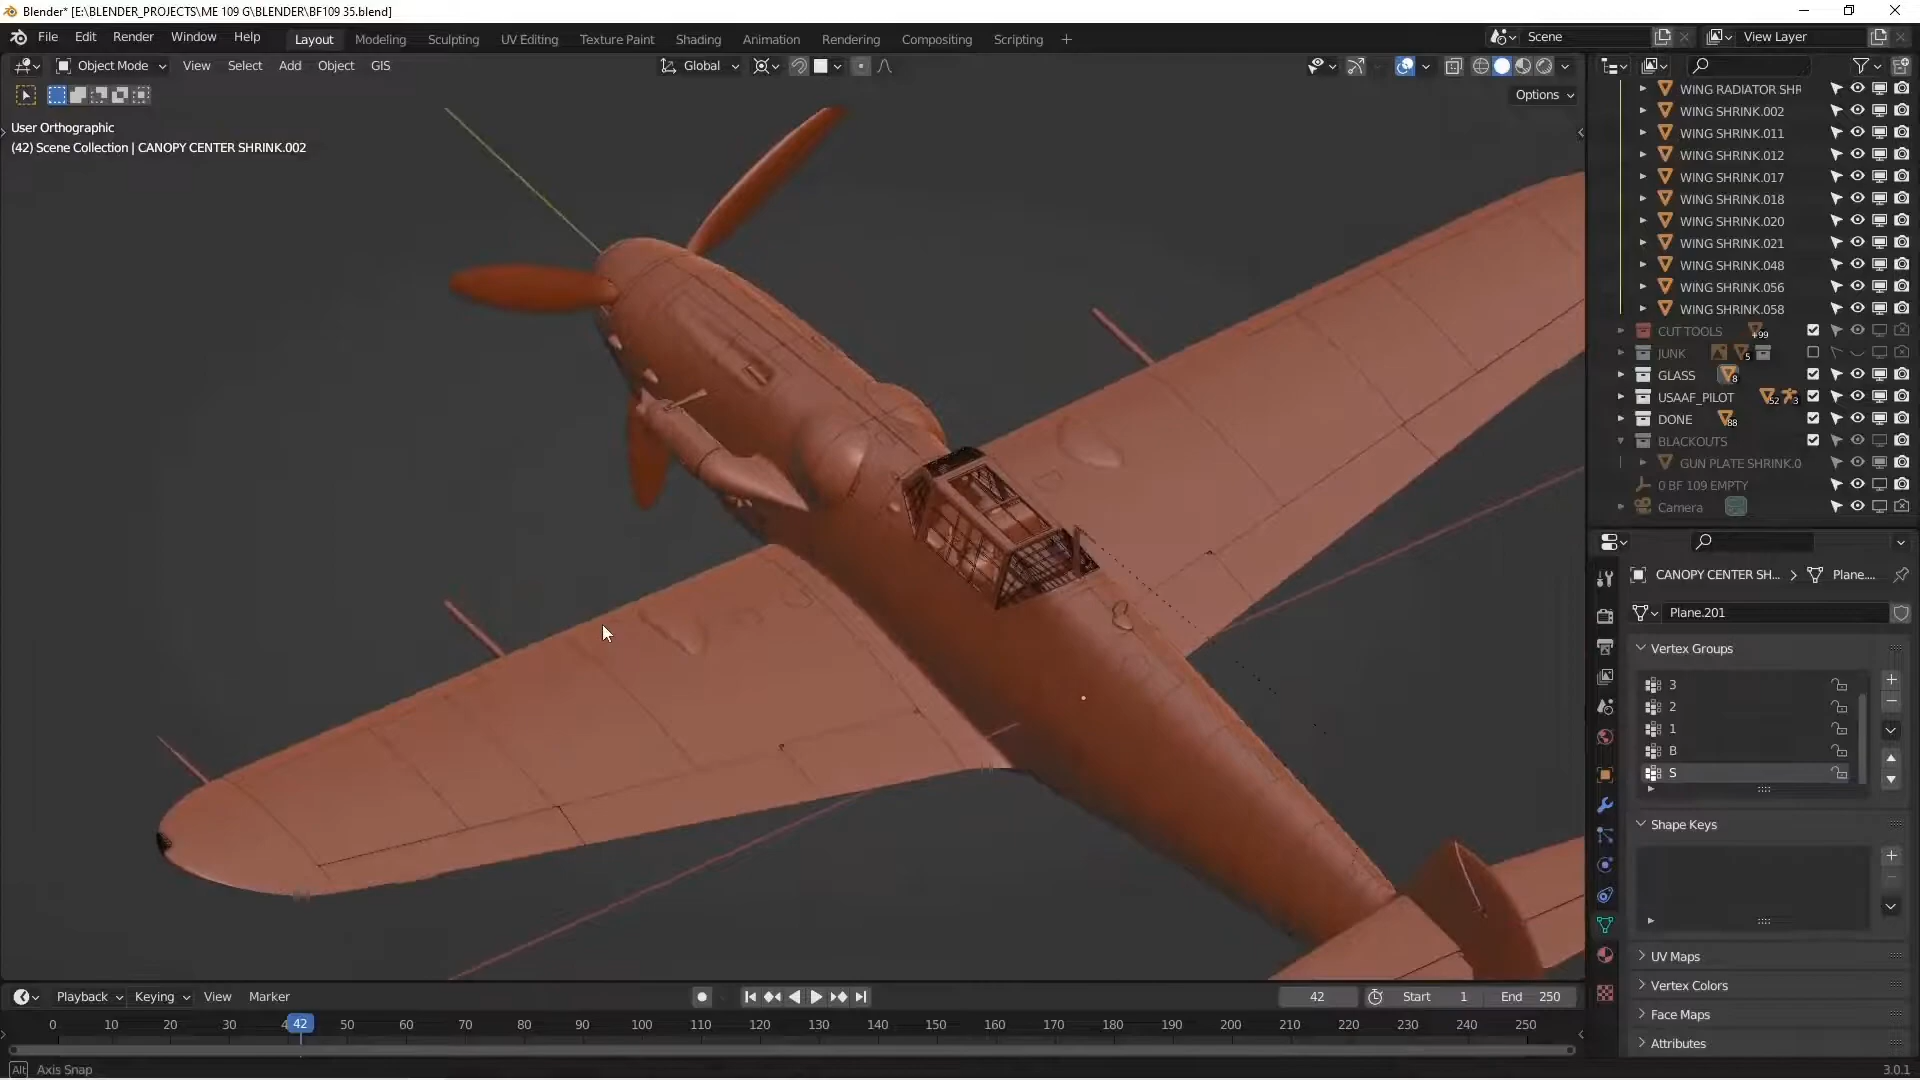 Blender* [E:\BLENDER_PROJECTS\ME 109 G\BLENDER\BF109 35.blend]
File Edit Render Window Help
Layout Modeling Sculpting UV Editing Texture Paint Shading Animation Rendering Compositing Scripting +
Scene
View Layer
Object Mode View Select Add Object GIS
Global
Options
User Orthographic
(42) Scene Collection | CANOPY CENTER SHRINK.002
WING RADIATOR SHR
WING SHRINK.002
WING SHRINK.011
WING SHRINK.012
WING SHRINK.017
WING SHRINK.018
WING SHRINK.020
WING SHRINK.021
WING SHRINK.048
WING SHRINK.056
WING SHRINK.058
CUT TOOLS +99
JUNK 5
GLASS 8
USAAF_PILOT 52 3
DONE 88
BLACKOUTS
GUN PLATE SHRINK.0
0 BF 109 EMPTY
Camera
CANOPY CENTER SH... > Plane....
Plane.201
Vertex Groups
3
2
1
B
S
Shape Keys
UV Maps
Vertex Colors
Face Maps
Attributes
Playback Keying View Marker
42 Start 1 End 250
0 10 20 30 4 42 50 60 70 80 90 100 110 120 130 140 150 160 170 180 190 200 210 220 230 240 250
Alt Axis Snap
3.0.1